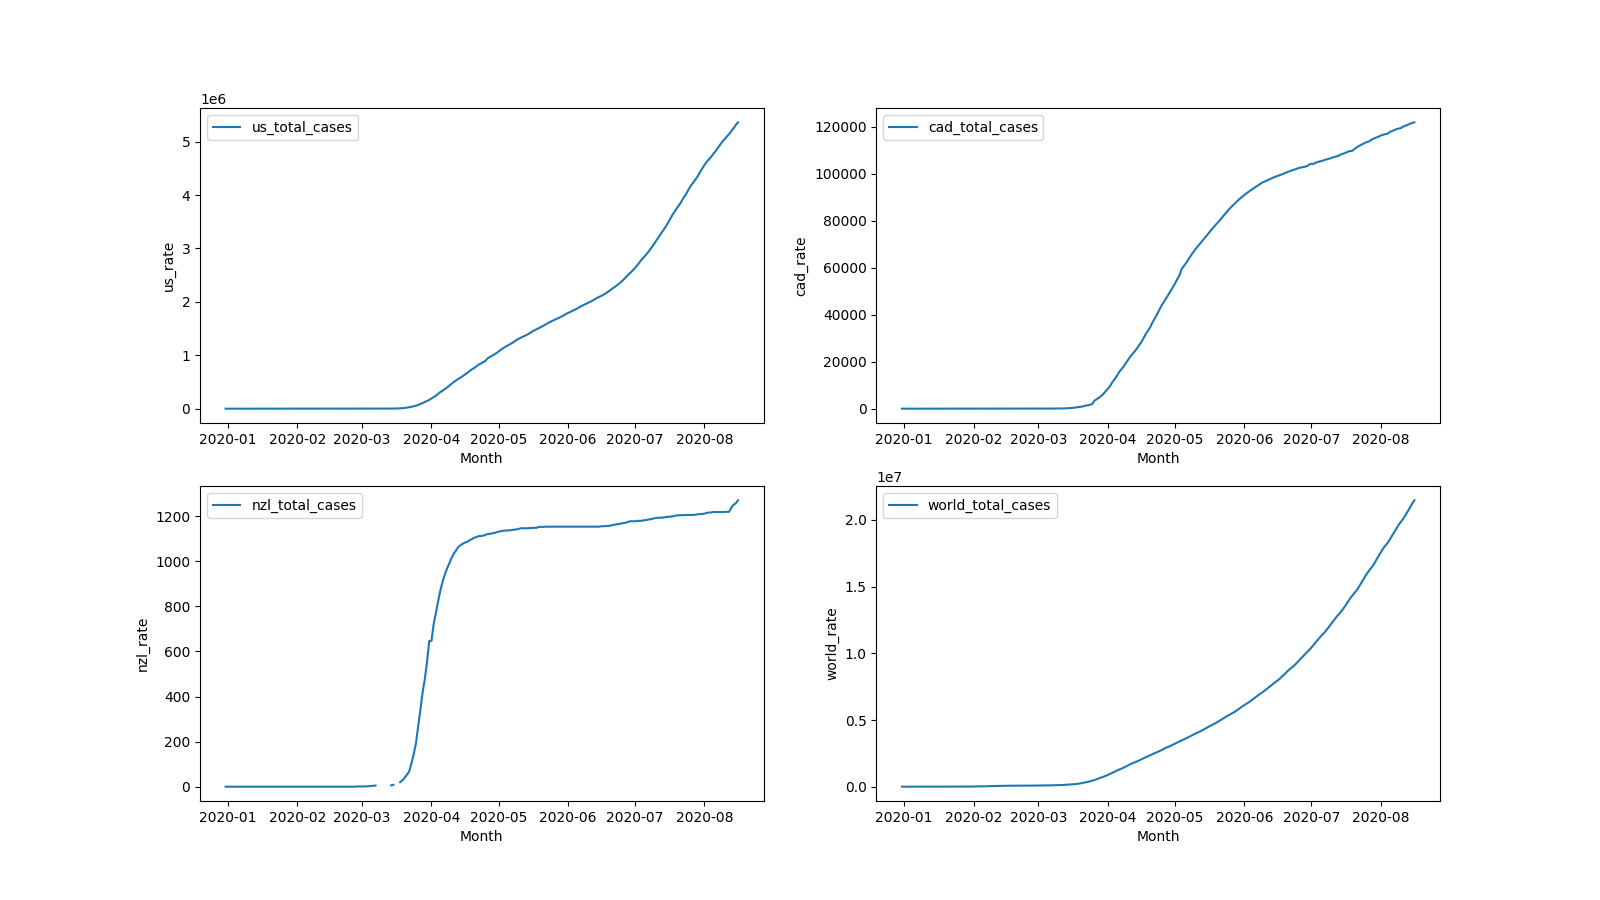 1e6
us_total_cases
5
4
3
2
1
0
us_rate
2020-01 2020-02 2020-03 2020-04 2020-05 2020-06 2020-07 2020-08
Month
cad_total_cases
120000
100000
80000
60000
40000
20000
0
cad_rate
2020-01 2020-02 2020-03 2020-04 2020-05 2020-06 2020-07 2020-08
Month
nzl_total_cases
1200
1000
800
600
400
200
0
nzl_rate
2020-01 2020-02 2020-03 2020-04 2020-05 2020-06 2020-07 2020-08
Month
1e7
world_total_cases
2.0
1.5
1.0
0.5
0.0
world_rate
2020-01 2020-02 2020-03 2020-04 2020-05 2020-06 2020-07 2020-08
Month